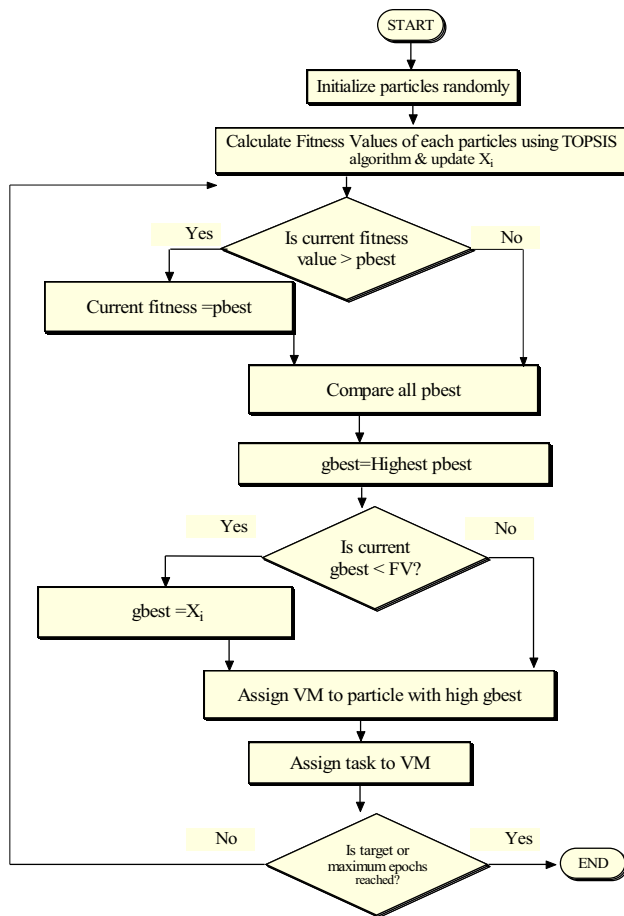 START
Initialize particles randomly
Calculate Fitness Values of each particles using TOPSIS
algorithm & update Xi
Yes
Is current fitness
value > pbest
No
Current fitness =pbest
Compare all pbest
gbest=Highest pbest
Yes
Is current
gbest < FV?
No
gbest =Xi
Assign VM to particle with high gbest
Assign task to VM
No
Is target or
maximum epochs
reached?
Yes
END